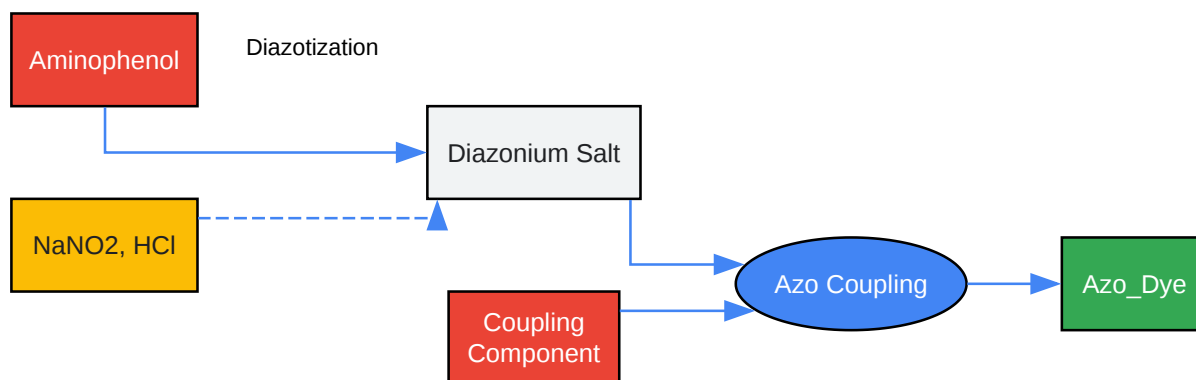 Aminophenol
Diazotization
Diazonium Salt
NaNO2, HCl
Azo Coupling
Azo_Dye
Coupling
Component